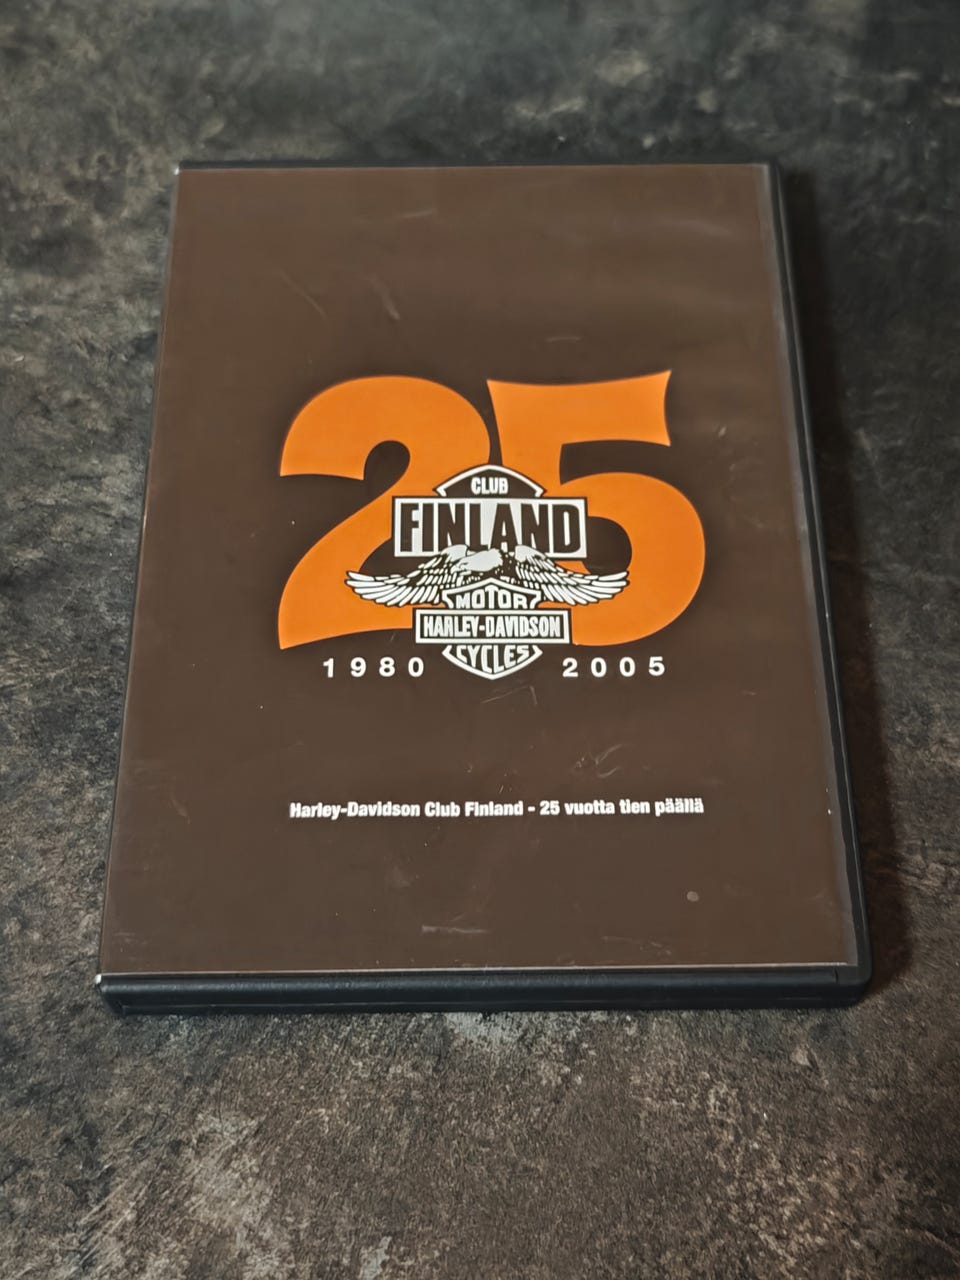 25
CLUB
FINLAND
MOTOR
HARLEY-DAVIDSON
CYCLES
1980 2005
Harley-Davidson Club Finland - 25 vuotta tien päällä